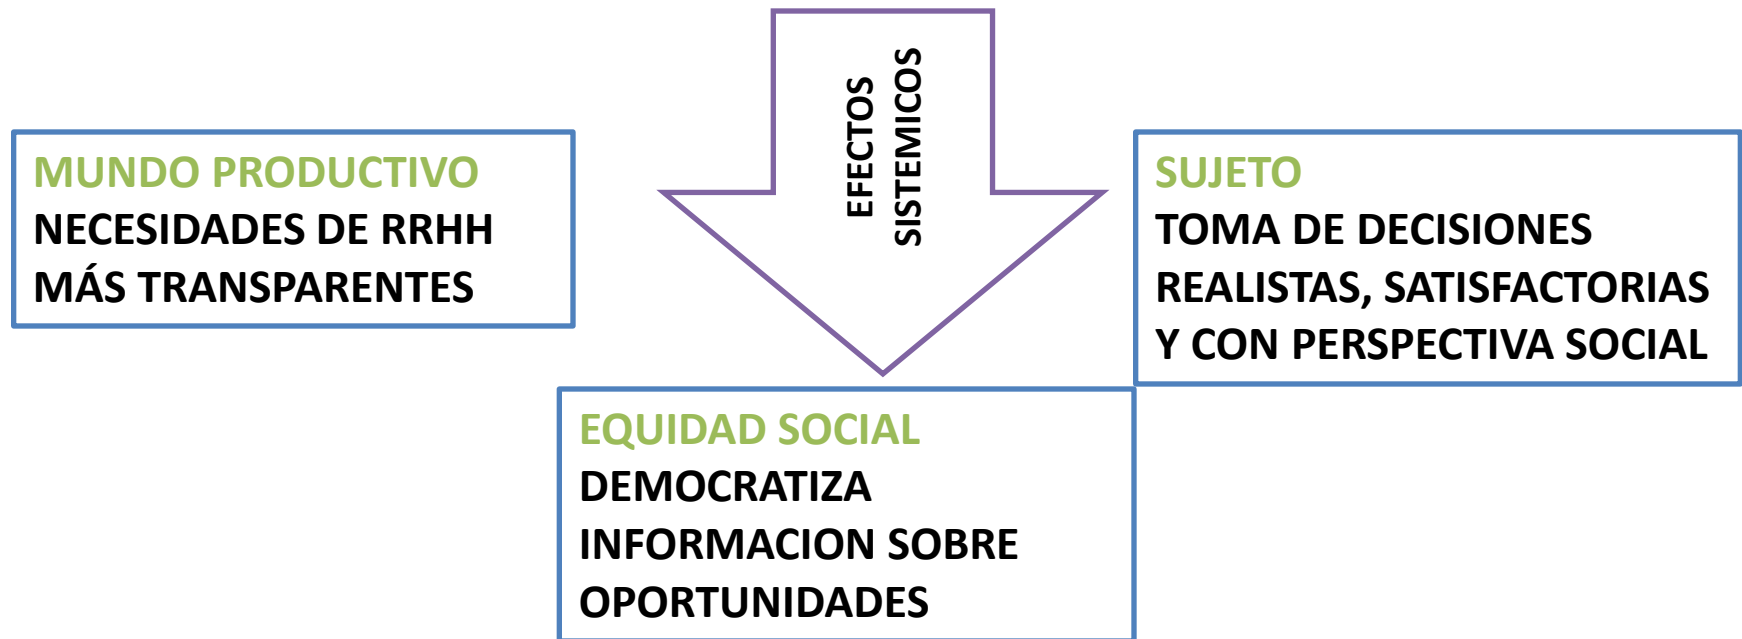 EFECTOS
SISTEMICOS
MUNDO PRODUCTIVO
NECESIDADES DE RRHH
MÁS TRANSPARENTES
SUJETO
TOMA DE DECISIONES
REALISTAS, SATISFACTORIAS
Y CON PERSPECTIVA SOCIAL
EQUIDAD SOCIAL
DEMOCRATIZA
INFORMACION SOBRE
OPORTUNIDADES